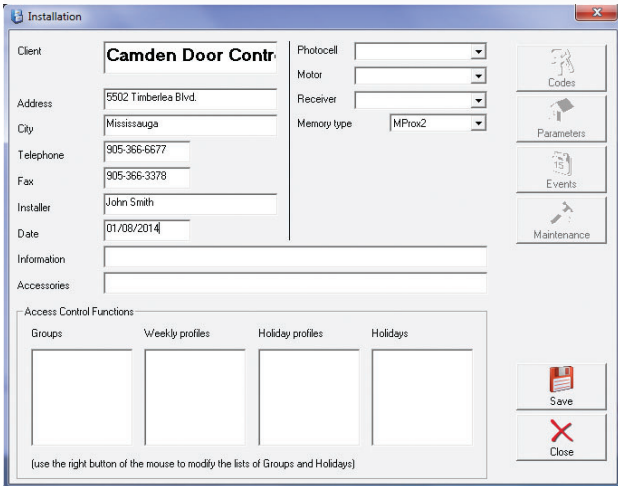 Installation
Client
Camden Door Contr
Address
5502 Timberlea Blvd.
City
Mississauga
Telephone
905-366-6677
Fax
905-366-3378
Installer
John Smith
Date
01/08/2014
Information
Accessories
Photocell
Motor
Receiver
Memory type
MProx2
Codes
Parameters
15
Events
Maintenance
Access Control Functions
Groups Weekly profiles Holiday profiles Holidays
(use the right button of the mouse to modify the lists of Groups and Holidays)
Save
Close